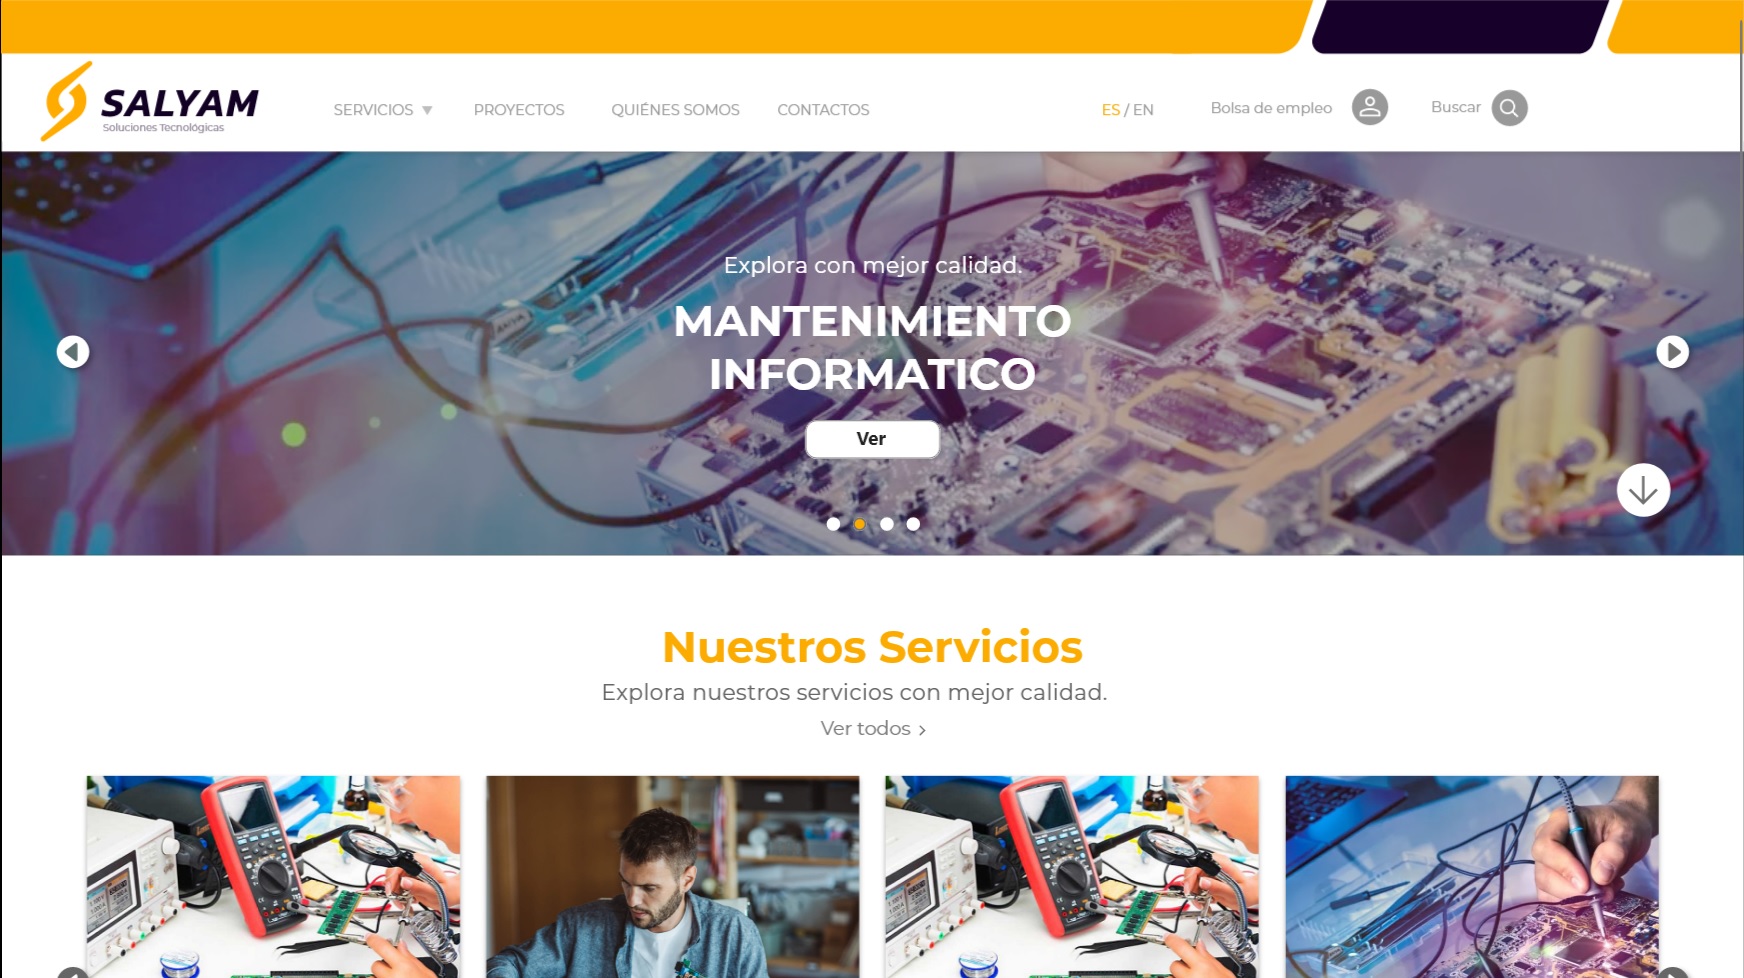 SALYAM
Soluciones Tecnológicas
SERVICIOS
PROYECTOS
QUIÉNES SOMOS
CONTACTOS
ES / EN
Bolsa de empleo
Buscar
Explora con mejor calidad.
MANTENIMIENTO
INFORMATICO
Ver
Nuestros Servicios
Explora nuestros servicios con mejor calidad.
Ver todos >